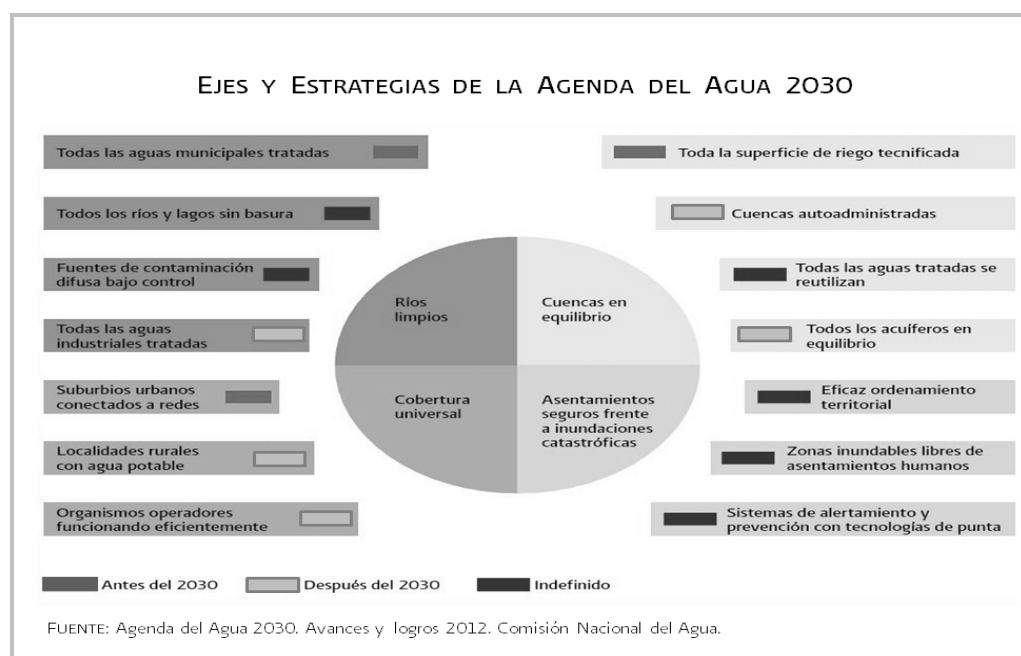 EJES Y ESTRATEGIAS DE LA AGENDA DEL AGUA 2030
Todas las aguas municipales tratadas
Todos los ríos y lagos sin basura
Fuentes de contaminación
difusa bajo control
Todas las aguas
industriales tratadas
Suburbios urbanos
conectados a redes
Localidades rurales
con agua potable
Organismos operadores
funcionando eficientemente
Ríos
limpios
Cuencas en
equilibrio
Cobertura
universal
Asentamientos
seguros frente
a inundaciones
catastróficas
Toda la superficie de riego tecnificada
Cuencas autoadministradas
Todas las aguas tratadas se
reutilizan
Todos los acuíferos en
equilibrio
Eficaz ordenamiento
territorial
Zonas inundables libres de
asentamientos humanos
Sistemas de alertamiento y
prevención con tecnologías de punta
Antes del 2030
Después del 2030
Indefinido
FUENTE: Agenda del Agua 2030. Avances y logros 2012. Comisión Nacional del Agua.